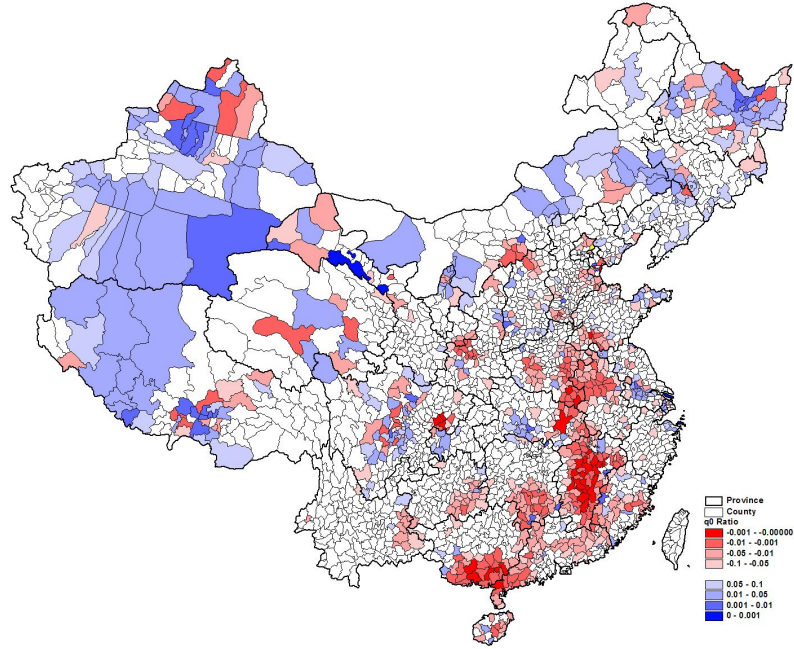 Province
County
q0 Ratio
-0.001 - -0.00000
-0.01 - -0.001
-0.05 - -0.01
-0.1 - -0.05
0.05 - 0.1
0.01 - 0.05
0.001 - 0.01
0 - 0.001